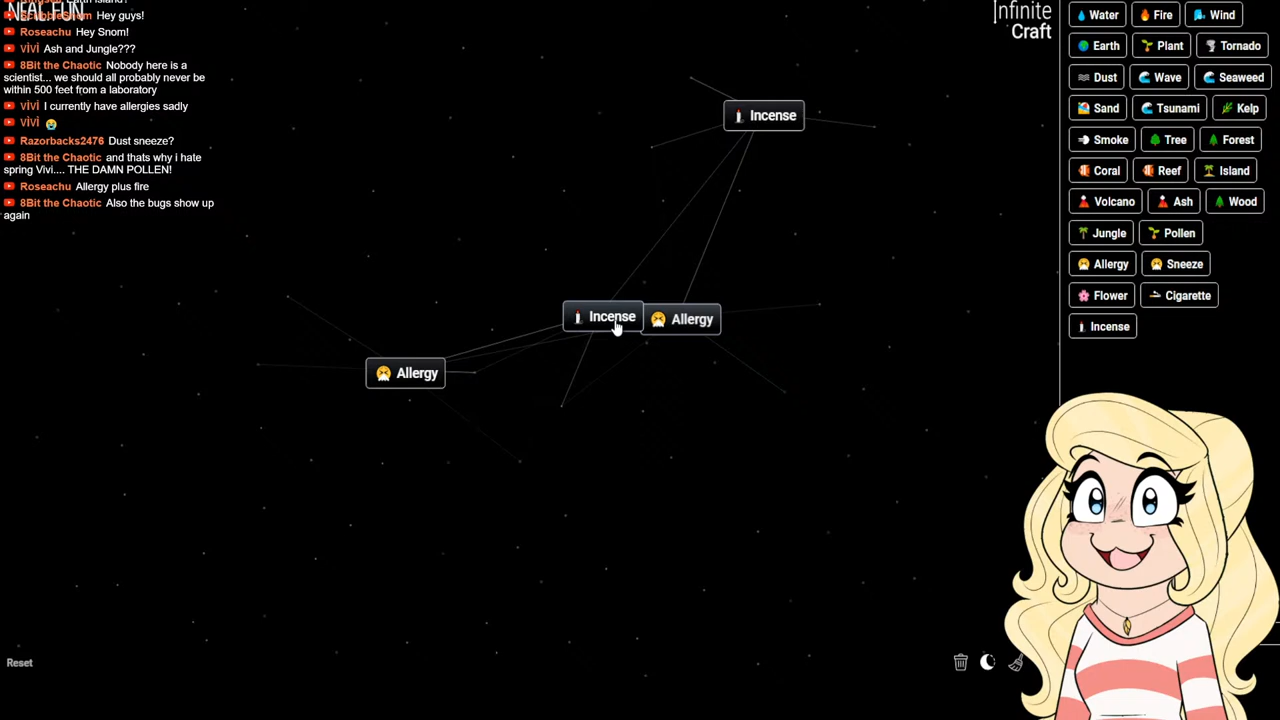 NEAL.FUN
Earth island?
Hey guys!
Roseachu Hey Snom!
ViVi Ash and Jungle???
8Bit the Chaotic Nobody here is a
scientist... we should all probably never be
within 500 feet from a laboratory
ViVi I currently have allergies sadly
ViVi 😭
Razorbacks2476 Dust sneeze?
8Bit the Chaotic and thats why i hate
spring Vivi.... THE DAMN POLLEN!
Roseachu Allergy plus fire
8Bit the Chaotic Also the bugs show up
again
Infinite
Craft
Incense
Incense
Allergy
Allergy
Reset
Water Fire Wind
Earth Plant Tornado
Dust Wave Seaweed
Sand Tsunami Kelp
Smoke Tree Forest
Coral Reef Island
Volcano Ash Wood
Jungle Pollen
Allergy Sneeze
Flower Cigarette
Incense